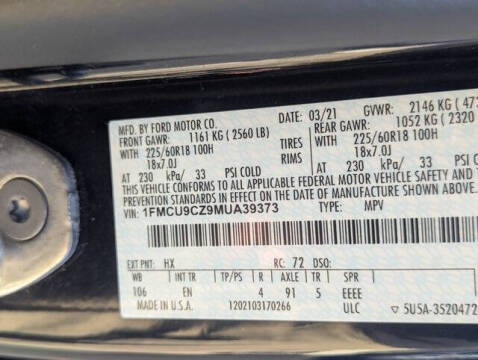 MFD. BY FORD MOTOR CO.
DATE: 03/21 GVWR: 2146 KG
FRONT GAWR: 1161 KG (2560 LB)
REAR GAWR: 1052 KG (2320
WITH 225/60R18 100H TIRES WITH 225/60R18 100H
18x7.0J RIMS 18x7.0J
AT 230 kPa/ 33 PSI COLD AT 230 kPa/ 33 PSI COLD
THIS VEHICLE CONFORMS TO ALL APPLICABLE FEDERAL MOTOR VEHICLE SAFETY
PREVENTION STANDARDS IN EFFECT ON THE DATE OF MANUFACTURE SHOWN ABOVE.
VIN: 1FMCU9CZ9MUA39373 TYPE: MPV
EXT PNT: HX RC: 72 DSO:
WB INT TR TP/PS R AXLE TR SPR
106 EN 4 91 5 EEEE
MADE IN U.S.A. 1202103170266 ULC 5U5A-3520472